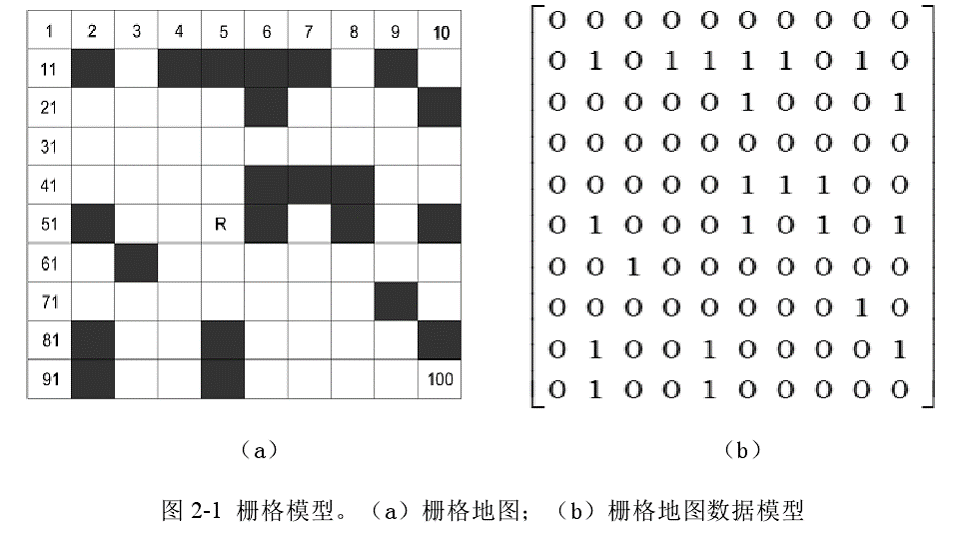 1 2 3 4 5 6 7 8 9 10
11
21
31
41
51 R
61
71
81
91 100
0 0 0 0 0 0 0 0 0 0
0 1 0 1 1 1 1 0 1 0
0 0 0 0 0 1 0 0 0 1
0 0 0 0 0 0 0 0 0 0
0 0 0 0 0 1 1 1 0 0
0 1 0 0 0 1 0 1 0 1
0 0 1 0 0 0 0 0 0 0
0 0 0 0 0 0 0 0 1 0
0 1 0 0 1 0 0 0 0 1
0 1 0 0 1 0 0 0 0 0
（a）
（b）
图 2-1 栅格模型。（a）栅格地图；（b）栅格地图数据模型